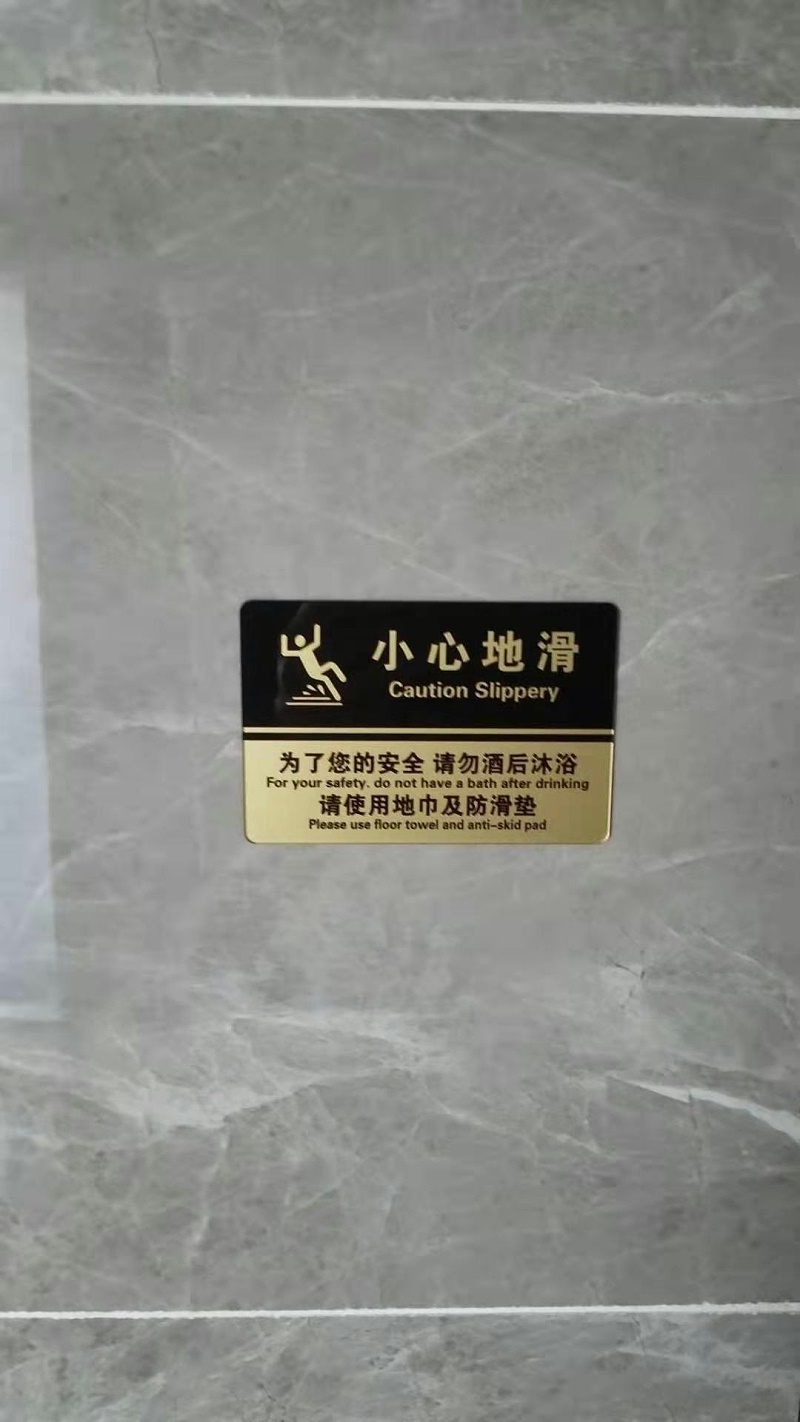 小心地滑
Caution Slippery
为了您的安全 请勿酒后沐浴
For your safety. do not have a bath after drinking
请使用地巾及防滑垫
Please use floor towel and anti-skid pad